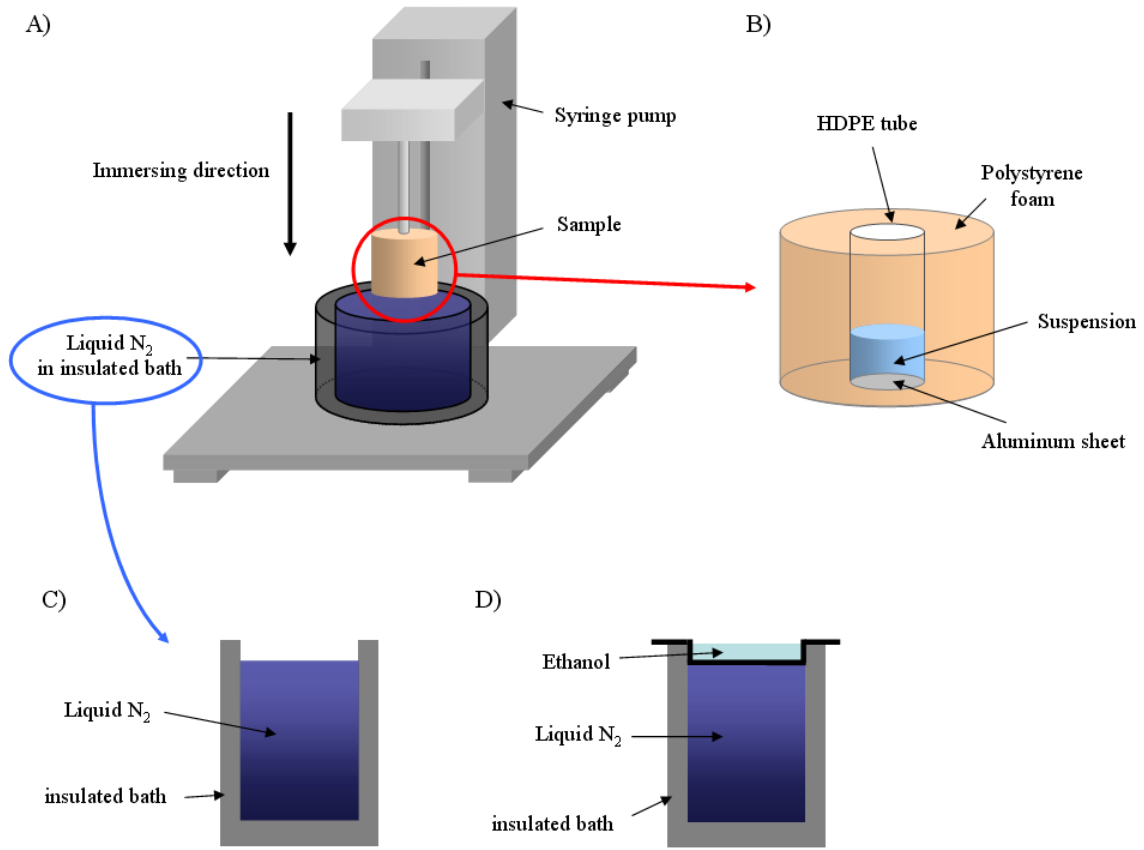 A)
B)
Syringe pump
HDPE tube
Immersing direction
Polystyrene
foam
Sample
Suspension
Liquid N₂
in insulated bath
Aluminum sheet
C)
D)
Ethanol
Liquid N₂
Liquid N₂
insulated bath
insulated bath